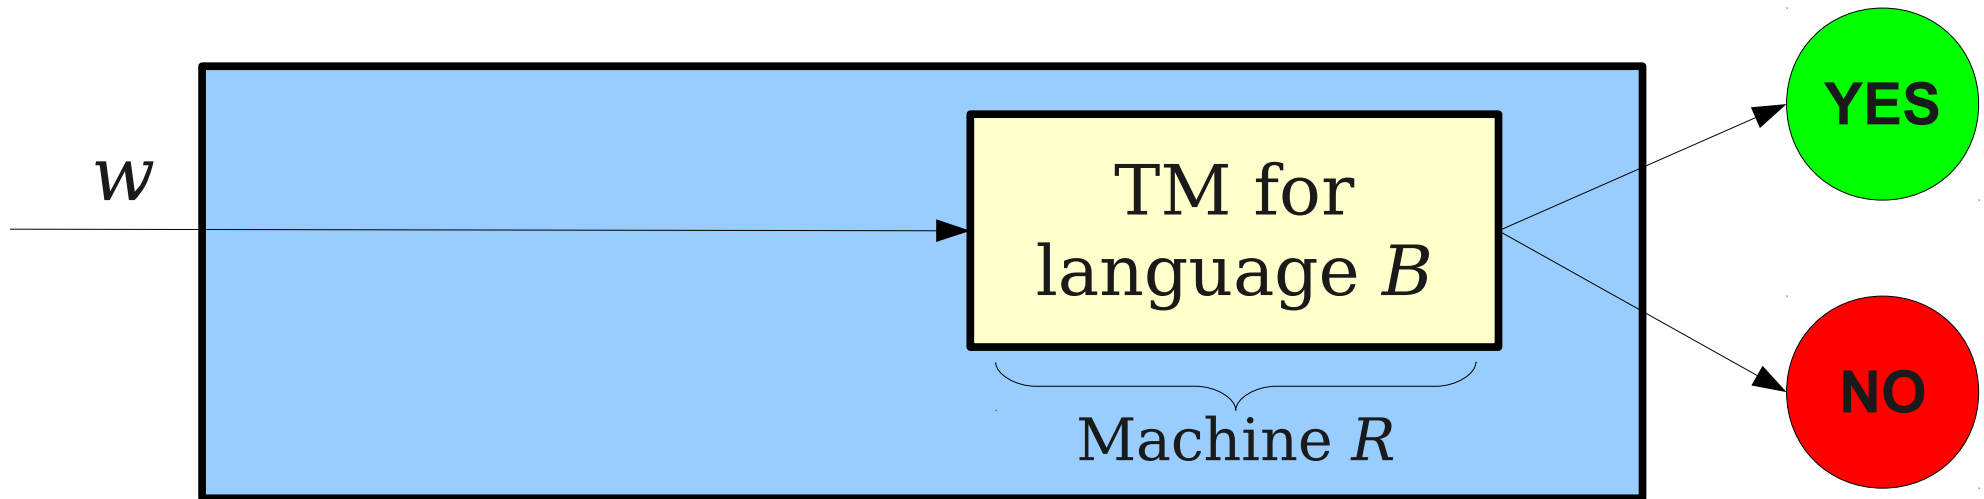 w
TM for
language B
Machine R
YES
NO